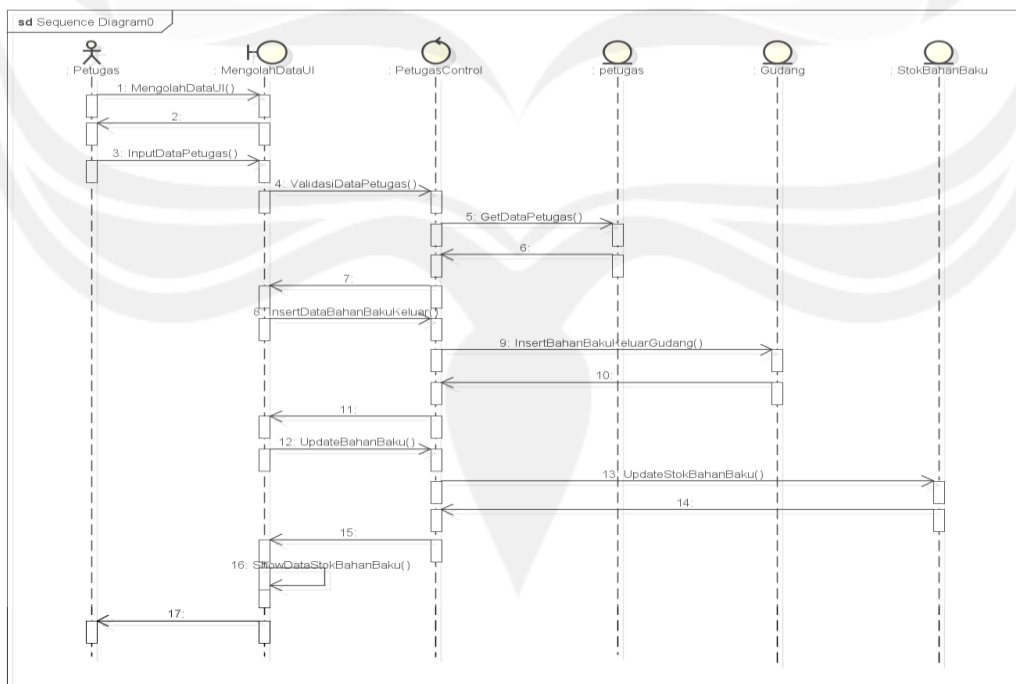 sd Sequence Diagram0
: Petugas
: MengolahDataUI
: PetugasControl
: petugas
: Gudang
: StokBahanBaku
1: MengolahDataUI()
2:
3: InputDataPetugas()
4: ValidasiDataPetugas()
5: GetDataPetugas()
6:
7:
8: InsertDataBahanBakuKeluar()
9: InsertBahanBakuKeluarGudang()
10:
11:
12: UpdateBahanBaku()
13: UpdateStokBahanBaku()
14:
15:
16: ShowDataStokBahanBaku()
17: